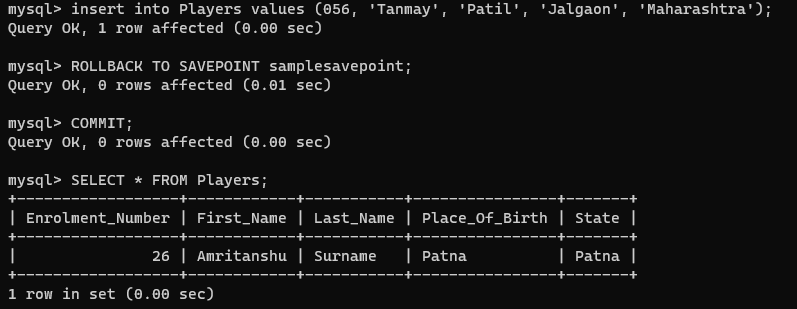 mysql> insert into Players values (056, 'Tanmay', 'Patil', 'Jalgaon', 'Maharashtra');
Query OK, 1 row affected (0.00 sec)
mysql> ROLLBACK TO SAVEPOINT samplesavepoint;
Query OK, 0 rows affected (0.01 sec)
mysql> COMMIT;
Query OK, 0 rows affected (0.00 sec)
mysql> SELECT * FROM Players;
+------------------+------------+-----------+----------------+-------+
| Enrolment_Number | First_Name | Last_Name | Place_Of_Birth | State |
+------------------+------------+-----------+----------------+-------+
|               26 | Amritanshu | Surname   | Patna          | Patna |
+------------------+------------+-----------+----------------+-------+
1 row in set (0.00 sec)